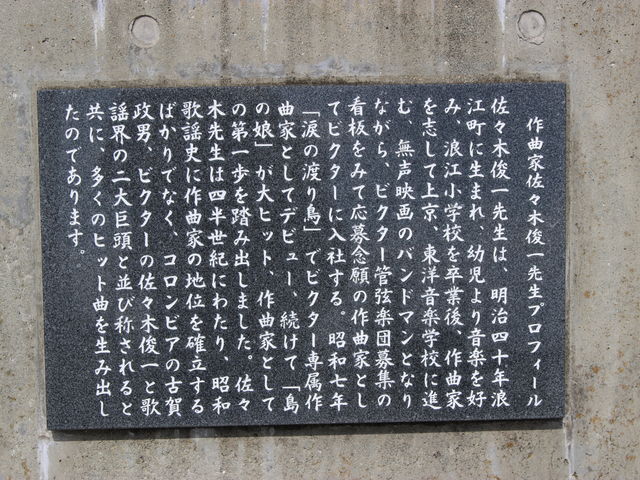 作曲家佐々木俊一先生プロフィール
佐々木俊一先生は、明治四十年浪
江町に生まれ、幼児より音楽を好
み、浪江小学校を卒業後、作曲家
を志して上京、東洋音楽学校に進
む、無声映画のバンドマンとなり
ながら、ビクター管弦楽団募集の
看板をみて応募念願の作曲家とし
てビクターに入社する。昭和七年
「涙の渡り鳥」でビクター専属作
曲家としてデビュー、続けて「島
の娘」が大ヒット、作曲家として
の第一歩を踏み出しました。佐々
木先生は四半世紀にわたり、昭和
歌謡史に作曲家の地位を確立する
ばかりでなく、コロンビアの古賀
政男、ビクターの佐々木俊一と歌
謡界の二大巨頭と並び称されると
共に、多くのヒット曲を生み出し
たのであります。